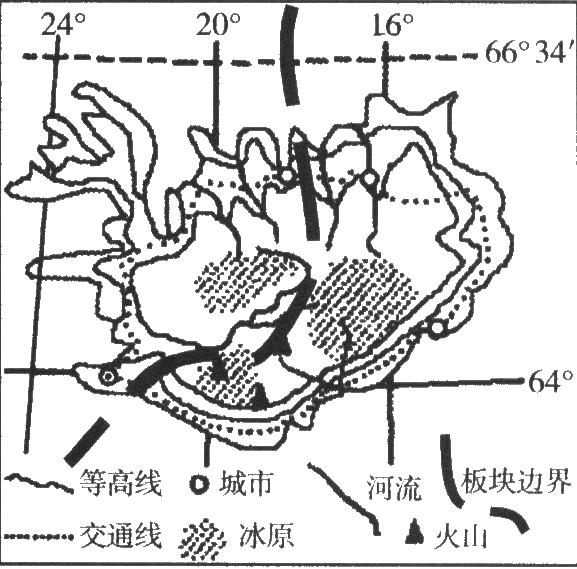 24° 20° 16°
66°34′
64°
等高线 城市 河流 板块边界
交通线 冰原 火山